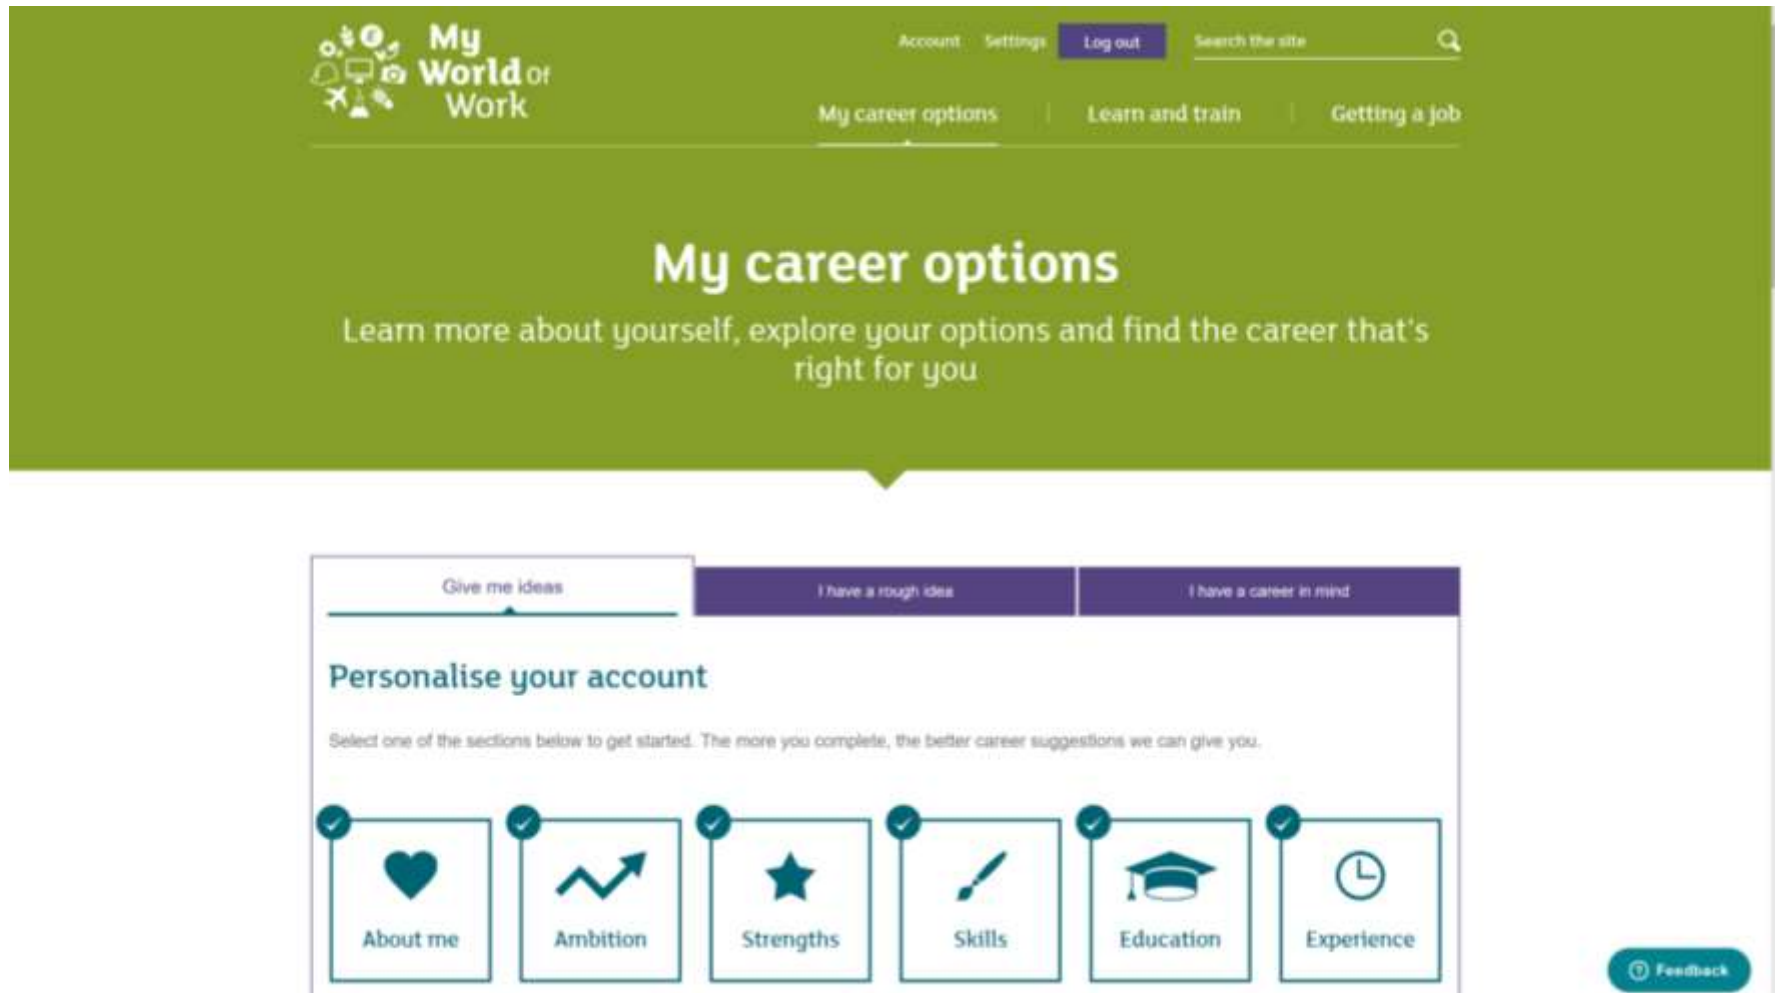 My
World Of
Work
Account Settings Log out Search the site
My career options Learn and train Getting a job
My career options
Learn more about yourself, explore your options and find the career that's
right for you
Give me ideas I have a rough idea I have a career in mind
Personalise your account
Select one of the sections below to get started. The more you complete, the better career suggestions we can give you.
About me Ambition Strengths Skills Education Experience
Feedback